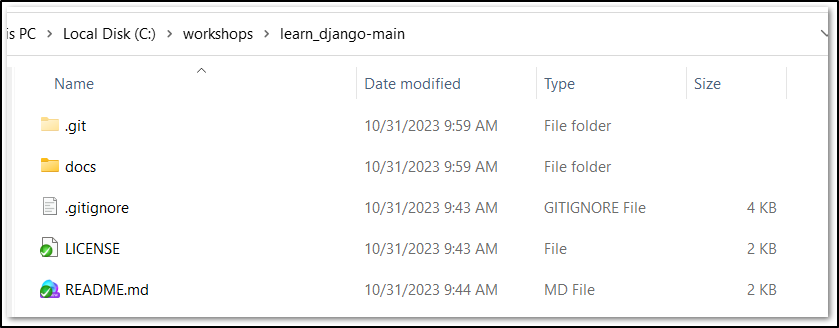 is PC > Local Disk (C:) > workshops > learn_django-main
Name Date modified Type Size
.git 10/31/2023 9:59 AM File folder
docs 10/31/2023 9:59 AM File folder
.gitignore 10/31/2023 9:43 AM GITIGNORE File 4 KB
LICENSE 10/31/2023 9:43 AM File 2 KB
README.md 10/31/2023 9:44 AM MD File 2 KB